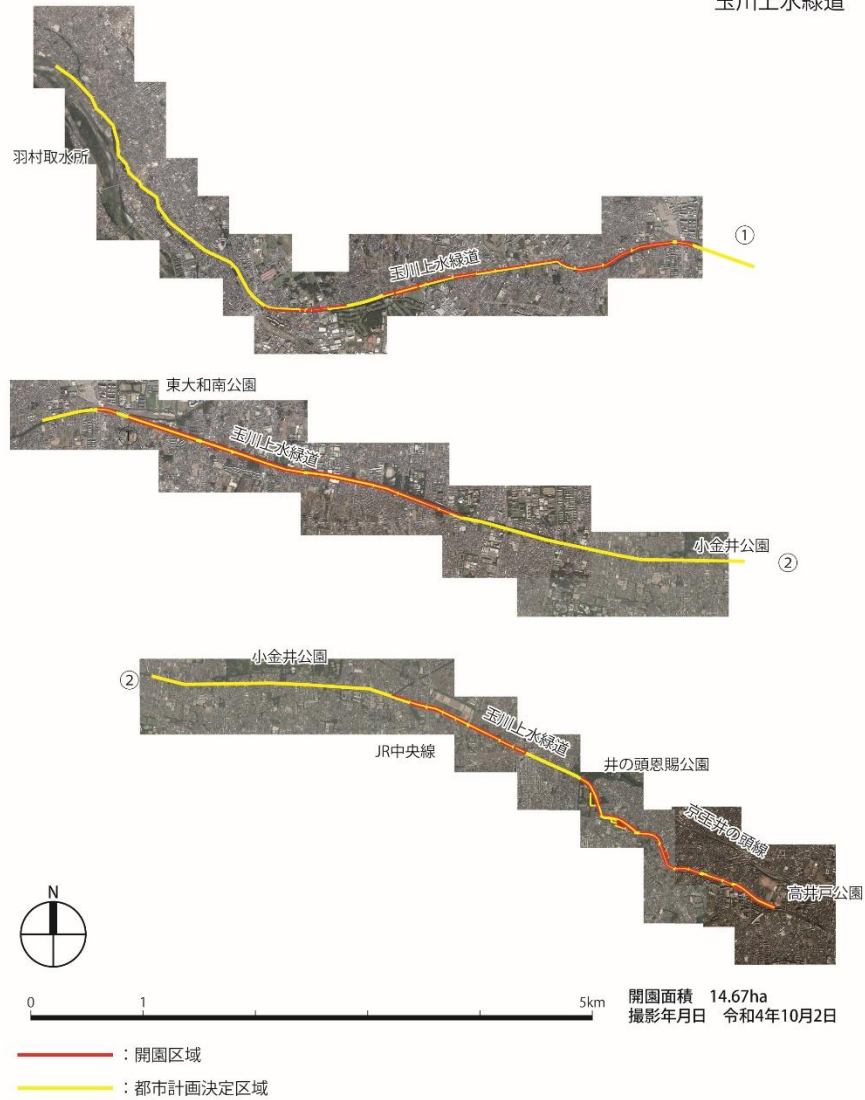 玉川上水緑道
羽村取水所
玉川上水緑道
①
東大和南公園
①
玉川上水緑道
小金井公園
②
小金井公園
②
玉川上水緑道
JR中央線
井の頭恩賜公園
京王井の頭線
高井戸公園
N
0 1 5km
開園面積 14.67ha
撮影年月日 令和4年10月2日
：開園区域
：都市計画決定区域